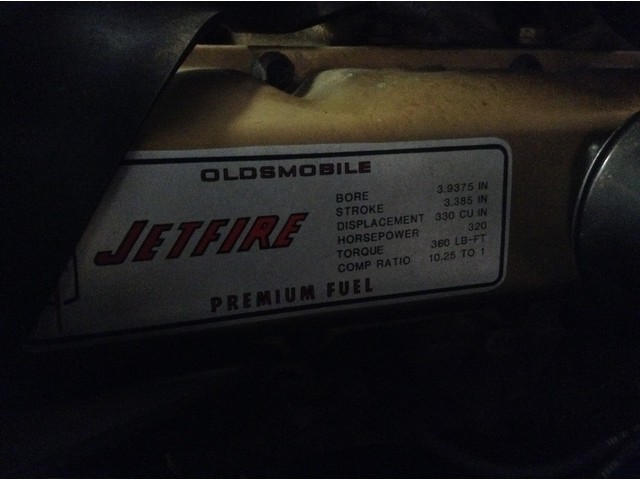 OLDSMOBILE
JETFIRE
BORE 3.9375 IN
STROKE 3.385 IN
DISPLACEMENT 330 CU IN
HORSEPOWER 320
TORQUE 360 LB-FT
COMP RATIO 10.25 TO 1
PREMIUM FUEL